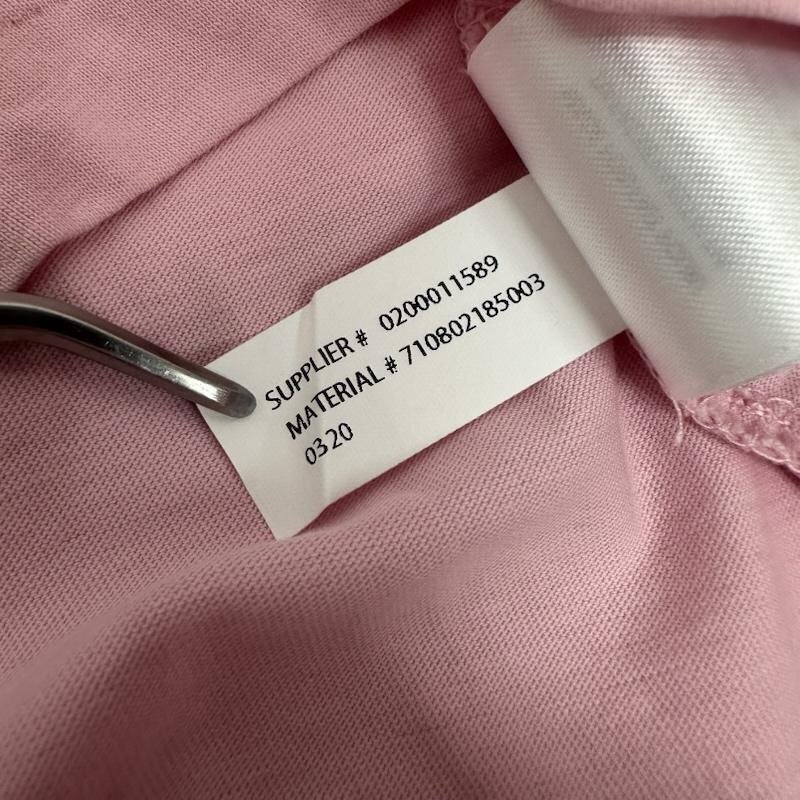 SUPPLIER # 0200011589
MATERIAL # 710802185003
0320